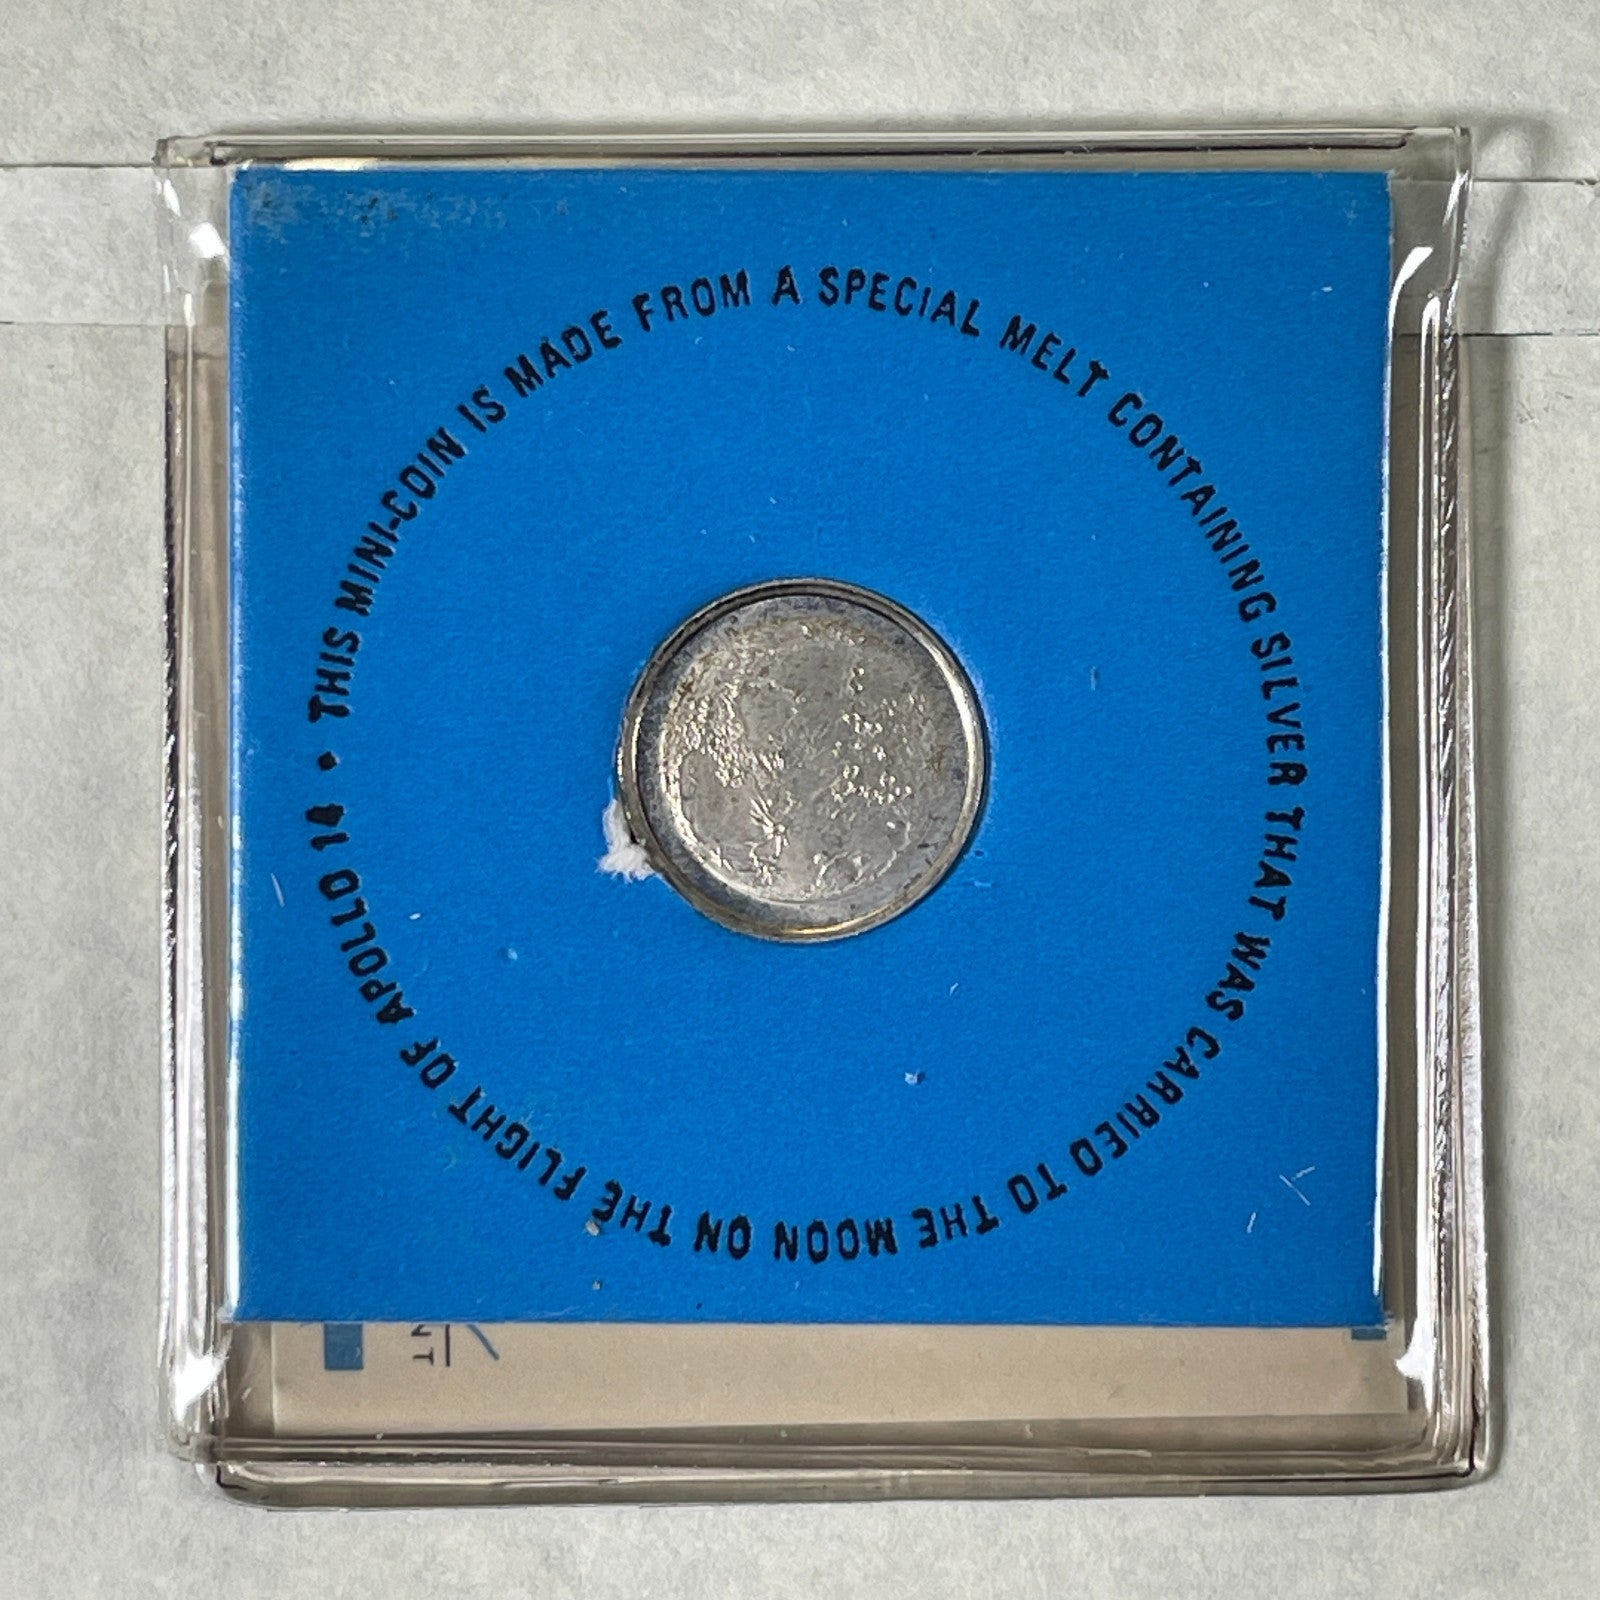 • THIS MINI-COIN IS MADE FROM A SPECIAL MELT CONTAINING SILVER THAT WAS CARRIED TO THE MOON ON THE FLIGHT OF APOLLO 14
NT